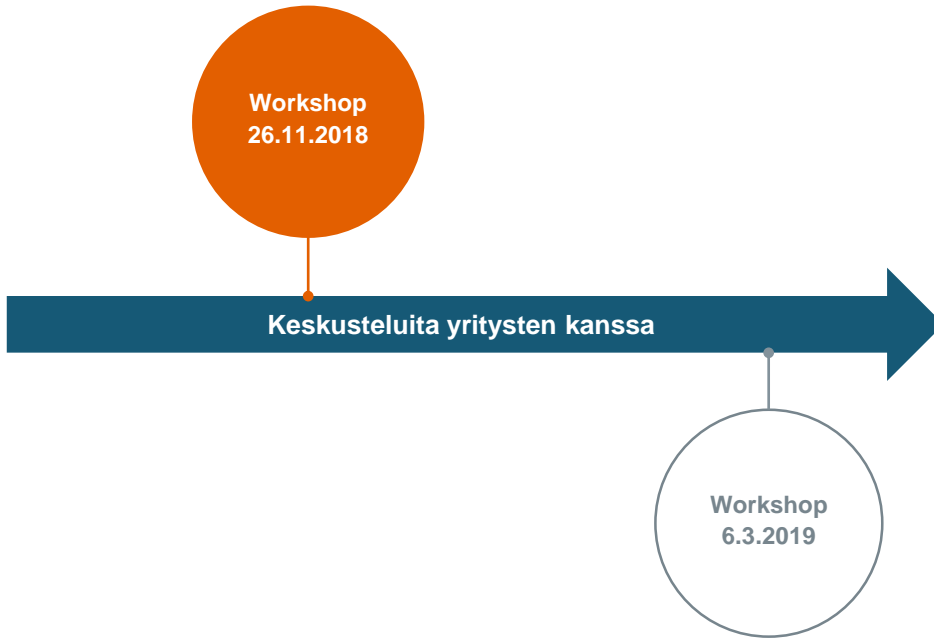 Workshop
26.11.2018
Keskusteluita yritysten kanssa
Workshop
6.3.2019